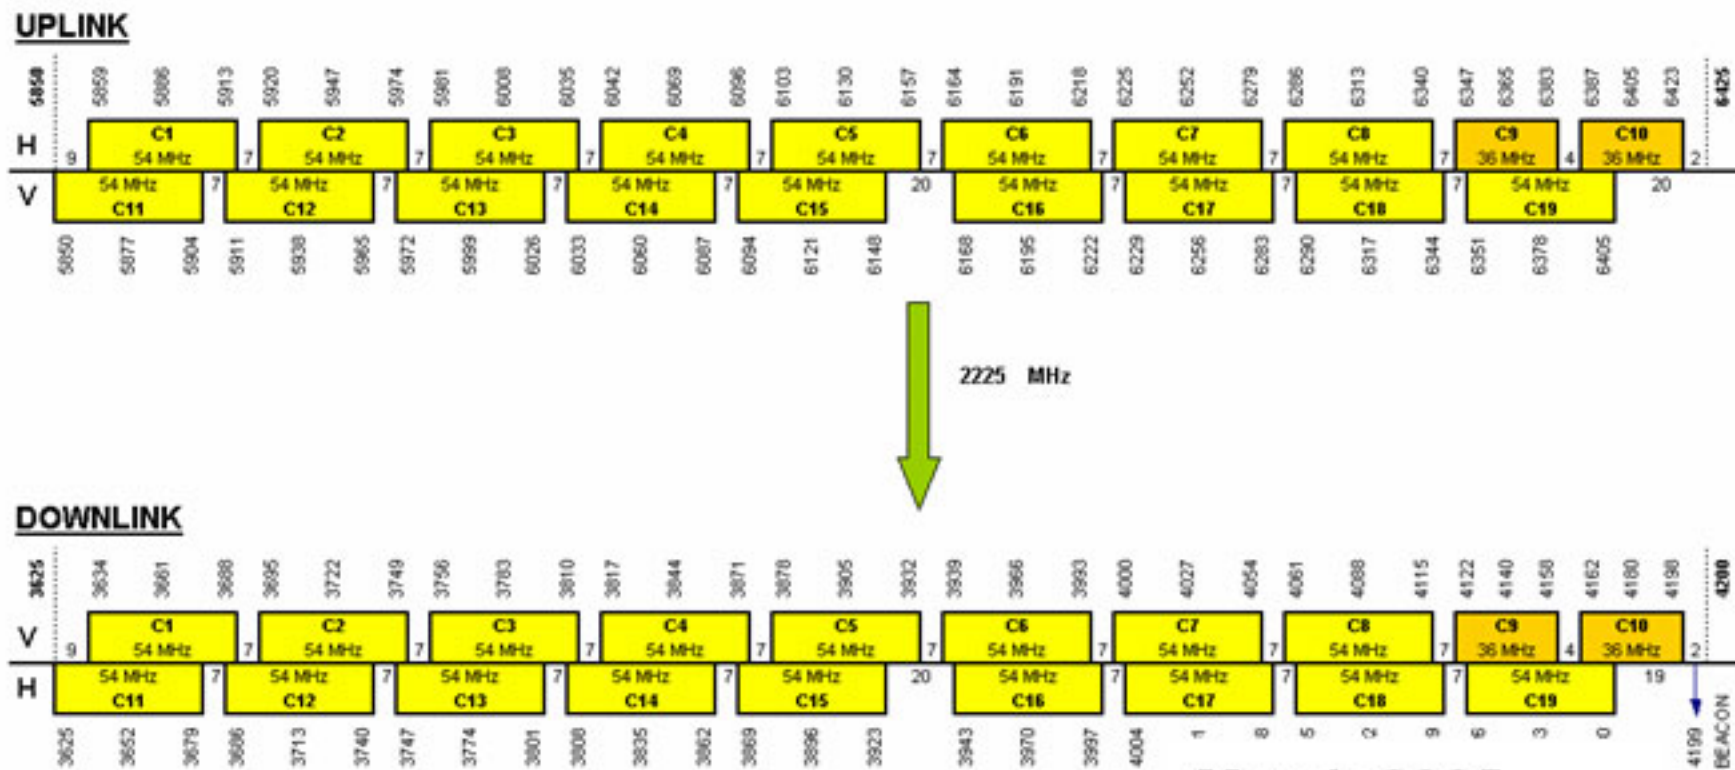 UPLINK
5850 5859 5886 5913 5920 5947 5974 5981 6008 6035 6042 6069 6096 6103 6130 6157 6164 6191 6218 6225 6252 6279 6286 6313 6340 6347 6365 6383 6387 6405 6423 6425
C1 C2 C3 C4 C5 C6 C7 C8 C9 C10
H 9 54 MHz 7 54 MHz 7 54 MHz 7 54 MHz 7 54 MHz 7 54 MHz 7 54 MHz 7 54 MHz 7 36 MHz 4 36 MHz 2
V 54 MHz 7 54 MHz 7 54 MHz 7 54 MHz 7 54 MHz 20 54 MHz 7 54 MHz 7 54 MHz 7 54 MHz 20
C11 C12 C13 C14 C15 C16 C17 C18 C19
5850 5877 5904 5911 5938 5965 5972 5999 6026 6033 6060 6087 6094 6121 6148 6168 6195 6222 6229 6256 6283 6290 6317 6344 6351 6378 6405
2225 MHz
DOWNLINK
3625 3634 3661 3688 3695 3722 3749 3756 3783 3810 3817 3844 3871 3878 3905 3932 3939 3966 3993 4000 4027 4054 4061 4088 4115 4122 4140 4158 4162 4180 4198 4200
C1 C2 C3 C4 C5 C6 C7 C8 C9 C10
V 9 54 MHz 7 54 MHz 7 54 MHz 7 54 MHz 7 54 MHz 7 54 MHz 7 54 MHz 7 54 MHz 7 36 MHz 4 36 MHz 2
H 54 MHz 7 54 MHz 7 54 MHz 7 54 MHz 7 54 MHz 20 54 MHz 7 54 MHz 7 54 MHz 7 54 MHz 19
C11 C12 C13 C14 C15 C16 C17 C18 C19
3625 3652 3679 3686 3713 3740 3747 3774 3801 3808 3835 3862 3869 3896 3923 3943 3970 3997 4004 1 8 5 2 9 6 3 0 4199 BEACON